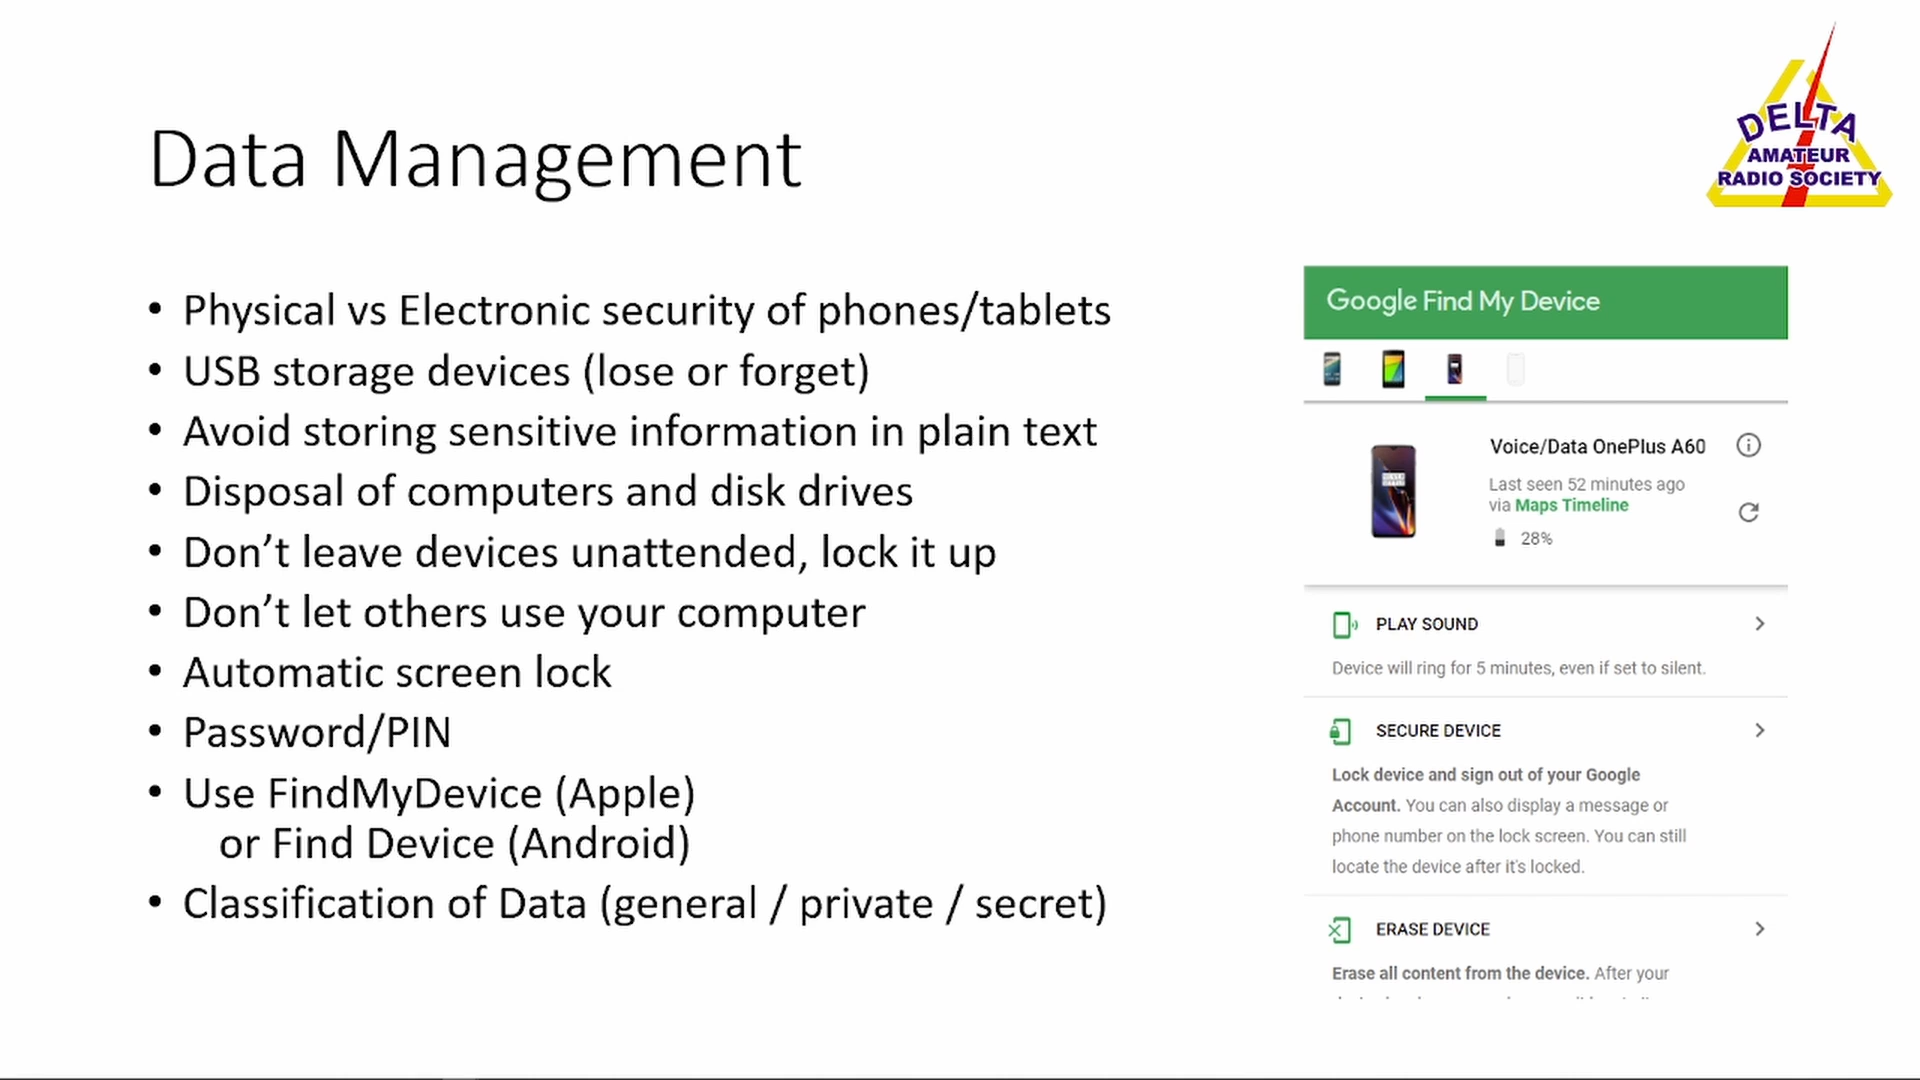 Data Management
DELTA
AMATEUR
RADIO SOCIETY
• Physical vs Electronic security of phones/tablets
• USB storage devices (lose or forget)
• Avoid storing sensitive information in plain text
• Disposal of computers and disk drives
• Don’t leave devices unattended, lock it up
• Don’t let others use your computer
• Automatic screen lock
• Password/PIN
• Use FindMyDevice (Apple)
or Find Device (Android)
• Classification of Data (general / private / secret)
Google Find My Device
Voice/Data OnePlus A60
Last seen 52 minutes ago
via Maps Timeline
28%
PLAY SOUND
Device will ring for 5 minutes, even if set to silent.
SECURE DEVICE
Lock device and sign out of your Google
Account. You can also display a message or
phone number on the lock screen. You can still
locate the device after it's locked.
ERASE DEVICE
Erase all content from the device. After your